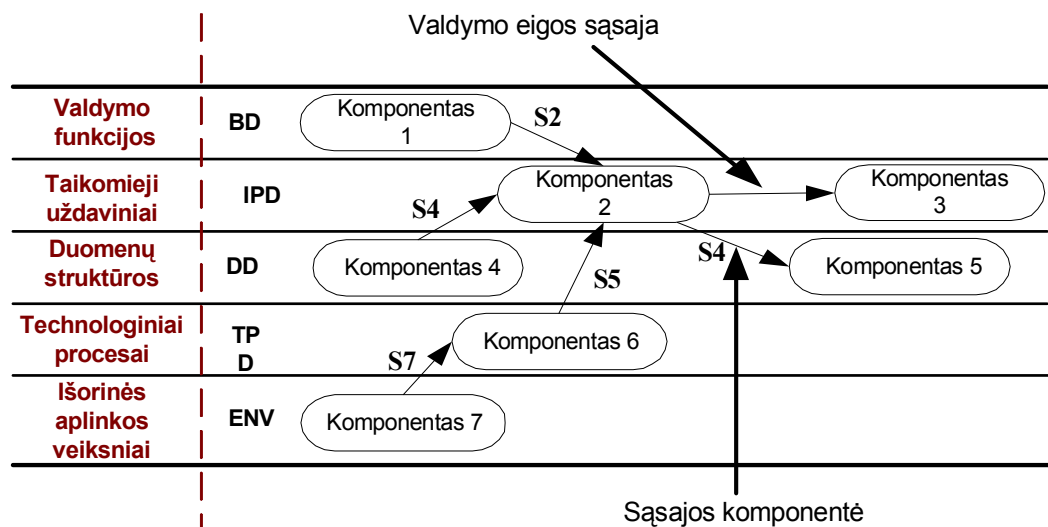 Valdymo eigos sąsaja
Valdymo
funkcijos
BD
Komponentas
1
S2
Taikomieji
uždaviniai
IPD
S4
Komponentas
2
Komponentas
3
Duomenų
struktūros
DD
Komponentas 4
S5
S4
Komponentas 5
Technologiniai
procesai
TP
D
S7
Komponentas 6
Išorinės
aplinkos
veiksniai
ENV
Komponentas 7
Sąsajos komponentė